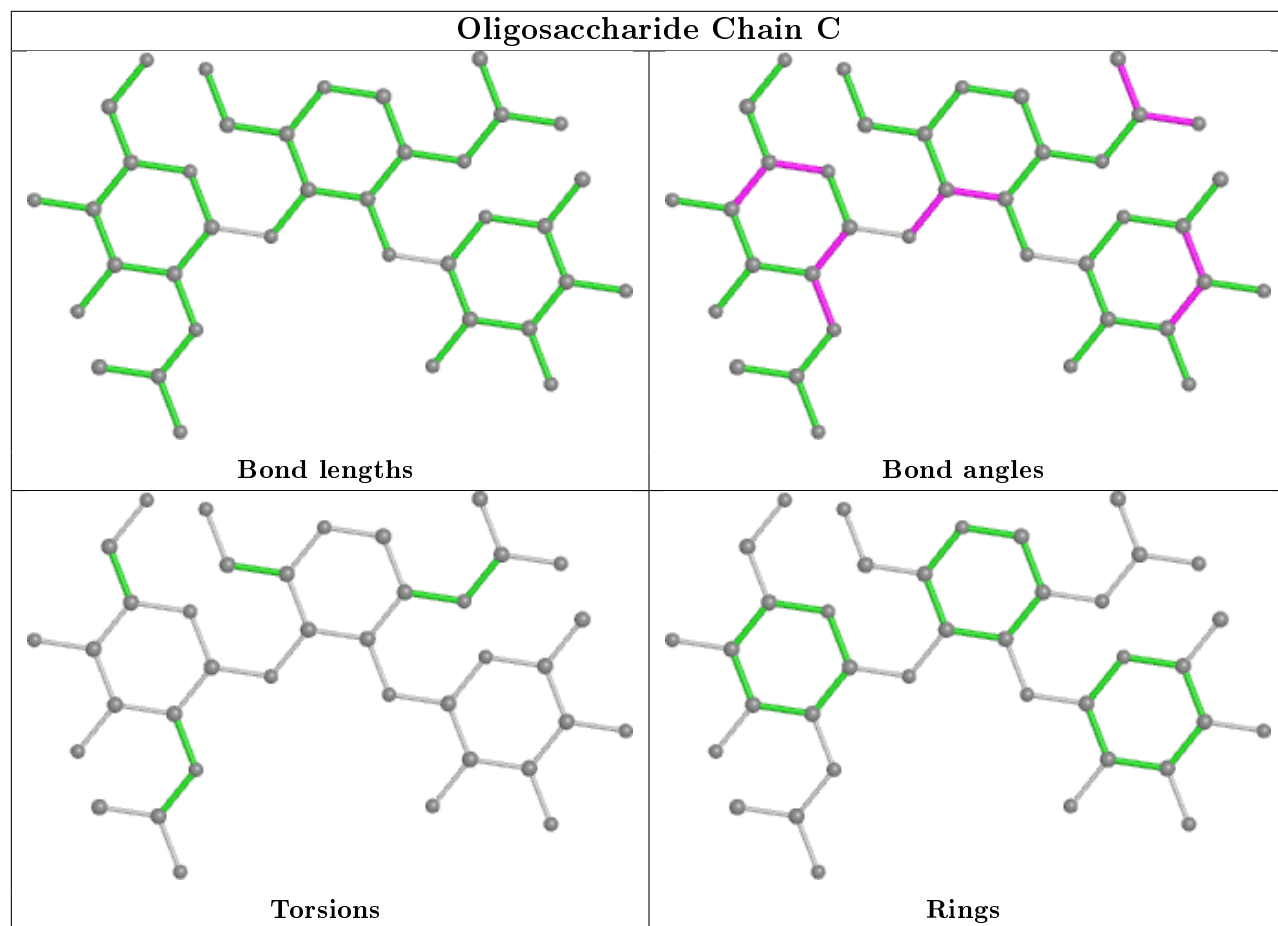 Oligosaccharide Chain C
Bond lengths
Bond angles
Torsions
Rings